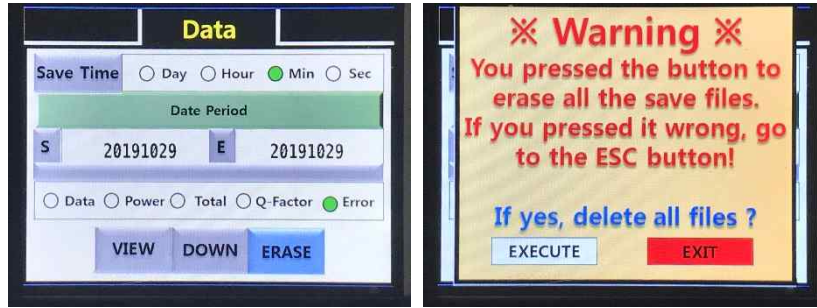 Data
Save Time Day Hour Min Sec
Date Period
S 20191029 E 20191029
Data Power Total Q-Factor Error
VIEW DOWN ERASE
※ Warning ※
You pressed the button to
erase all the save files.
If you pressed it wrong, go
to the ESC button!
If yes, delete all files ?
EXECUTE EXIT